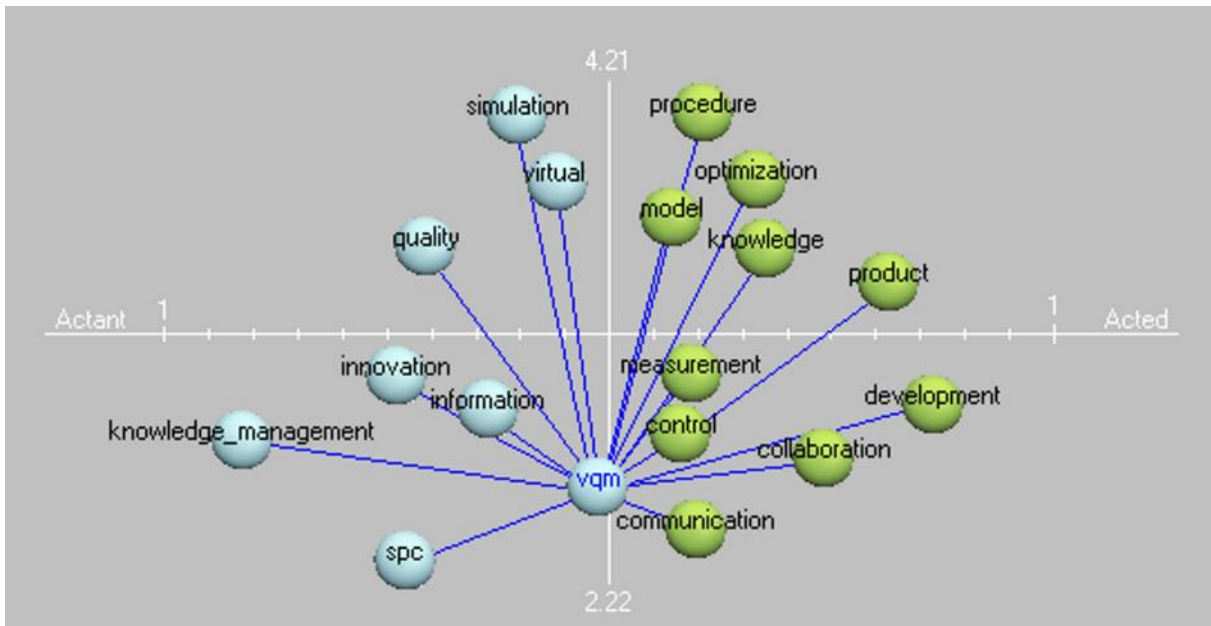 4.21
simulation
procedure
virtual
optimization
model
quality
knowledge
product
1
1
Actant
Acted
innovation
measurement
information
development
knowledge_management
control
collaboration
vqm
communication
spc
2.22